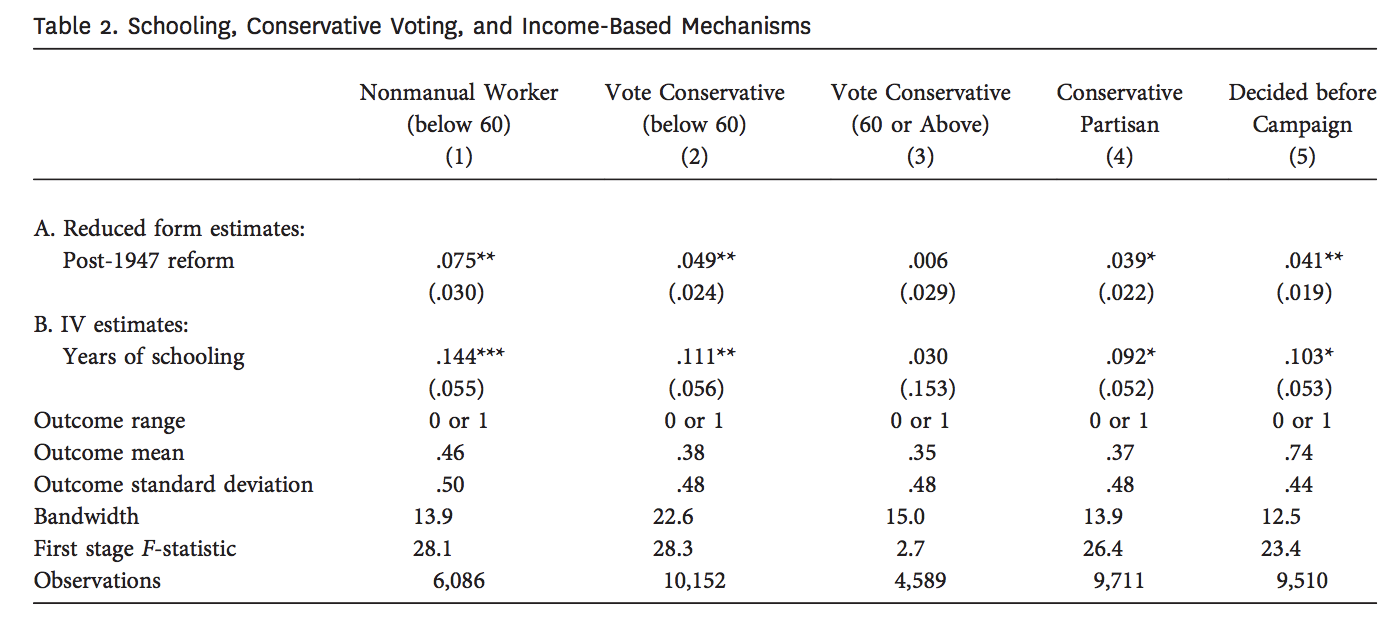 Table 2. Schooling, Conservative Voting, and Income-Based Mechanisms
Nonmanual Worker Vote Conservative Vote Conservative Conservative Decided before
(below 60) (below 60) (60 or Above) Partisan Campaign
(1) (2) (3) (4) (5)
A. Reduced form estimates:
Post-1947 reform .075** .049** .006 .039* .041**
(.030) (.024) (.029) (.022) (.019)
B. IV estimates:
Years of schooling .144*** .111** .030 .092* .103*
(.055) (.056) (.153) (.052) (.053)
Outcome range 0 or 1 0 or 1 0 or 1 0 or 1 0 or 1
Outcome mean .46 .38 .35 .37 .74
Outcome standard deviation .50 .48 .48 .48 .44
Bandwidth 13.9 22.6 15.0 13.9 12.5
First stage F-statistic 28.1 28.3 2.7 26.4 23.4
Observations 6,086 10,152 4,589 9,711 9,510